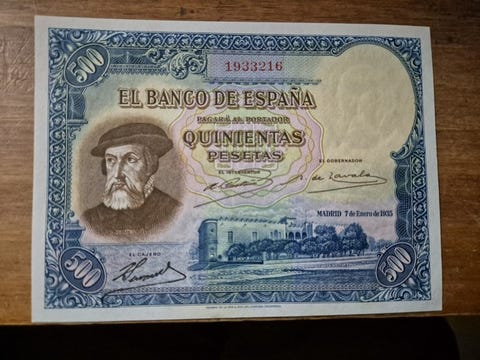 500
1933216
EL BANCO DE ESPAÑA
PAGARÁ AL PORTADOR
QUINIENTAS
PESETAS
EL INTERVENTOR
EL GOBERNADOR
MADRID 7 de Enero de 1935
EL CAJERO
500
500